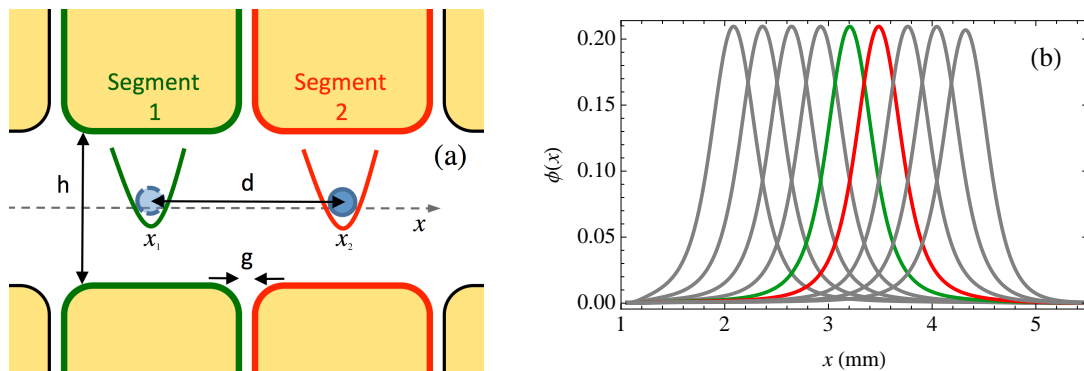 Segment
1
Segment
2
(a)
h
d
x
x₁
x₂
g
(b)
0.20
0.15
0.10
0.05
0.00
ϕ(x)
1 2 3 4 5
x (mm)